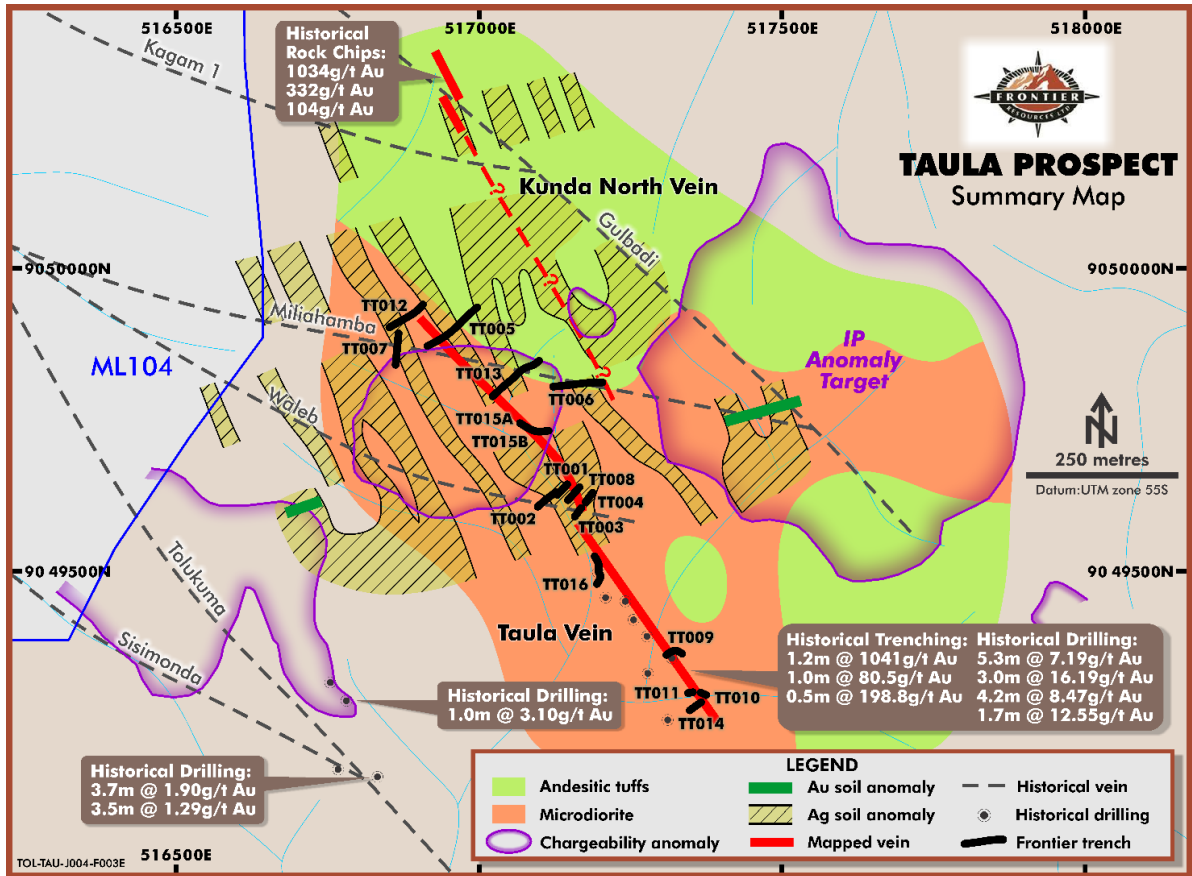 516500E
517000E
517500E
518000E
Historical
Rock Chips:
1034g/t Au
332g/t Au
104g/t Au
Kagam 1
FRONTIER
RESOURCES LTD
TAULA PROSPECT
Summary Map
Kunda North Vein
?
Gulbadi
?
9050000N
9050000N
Miliahamba
TT012
TT005
TT007
IP
Anomaly
Target
ML104
TT013
?
TT006
Waleb
TT015A
TT015B
N
250 metres
Datum:UTM zone 55S
TT001
TT008
TT002
TT004
TT003
Tolukuma
9049500N
9049500N
TT016
Sisimonda
Taula Vein
TT009
Historical Trenching:
1.2m @ 1041g/t Au
1.0m @ 80.5g/t Au
0.5m @ 198.8g/t Au
Historical Drilling:
5.3m @ 7.19g/t Au
3.0m @ 16.19g/t Au
4.2m @ 8.47g/t Au
1.7m @ 12.55g/t Au
TT011
TT010
TT014
Historical Drilling:
1.0m @ 3.10g/t Au
Historical Drilling:
3.7m @ 1.90g/t Au
3.5m @ 1.29g/t Au
LEGEND
Andesitic tuffs
Au soil anomaly
Historical vein
Microdiorite
Ag soil anomaly
Historical drilling
Chargeability anomaly
Mapped vein
Frontier trench
TOL-TAU-J004-F003E
516500E
517000E
517500E
518000E